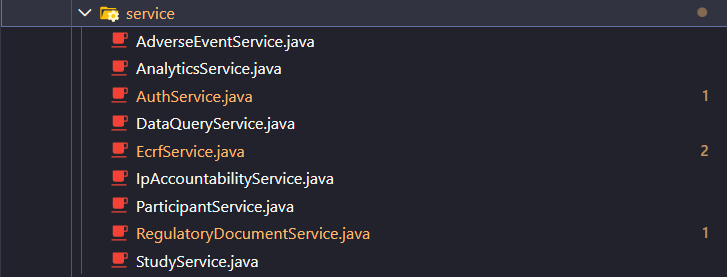 service
AdverseEventService.java
AnalyticsService.java
AuthService.java 1
DataQueryService.java
EcrfService.java 2
IpAccountabilityService.java
ParticipantService.java
RegulatoryDocumentService.java 1
StudyService.java